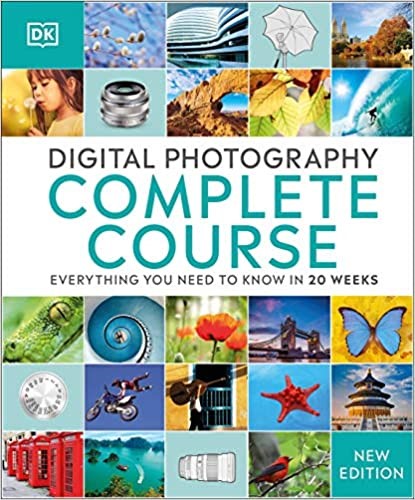 DK
DIGITAL PHOTOGRAPHY
COMPLETE
COURSE
EVERYTHING YOU NEED TO KNOW IN 20 WEEKS
NEW
EDITION